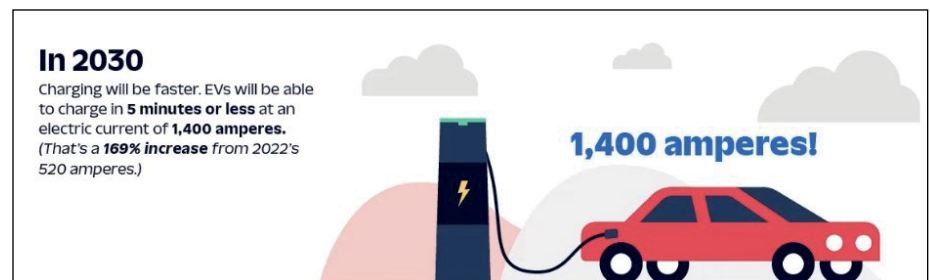 In 2030
Charging will be faster. EVs will be able
to charge in 5 minutes or less at an
electric current of 1,400 amperes.
(That's a 169% increase from 2022's
520 amperes.)
1,400 amperes!